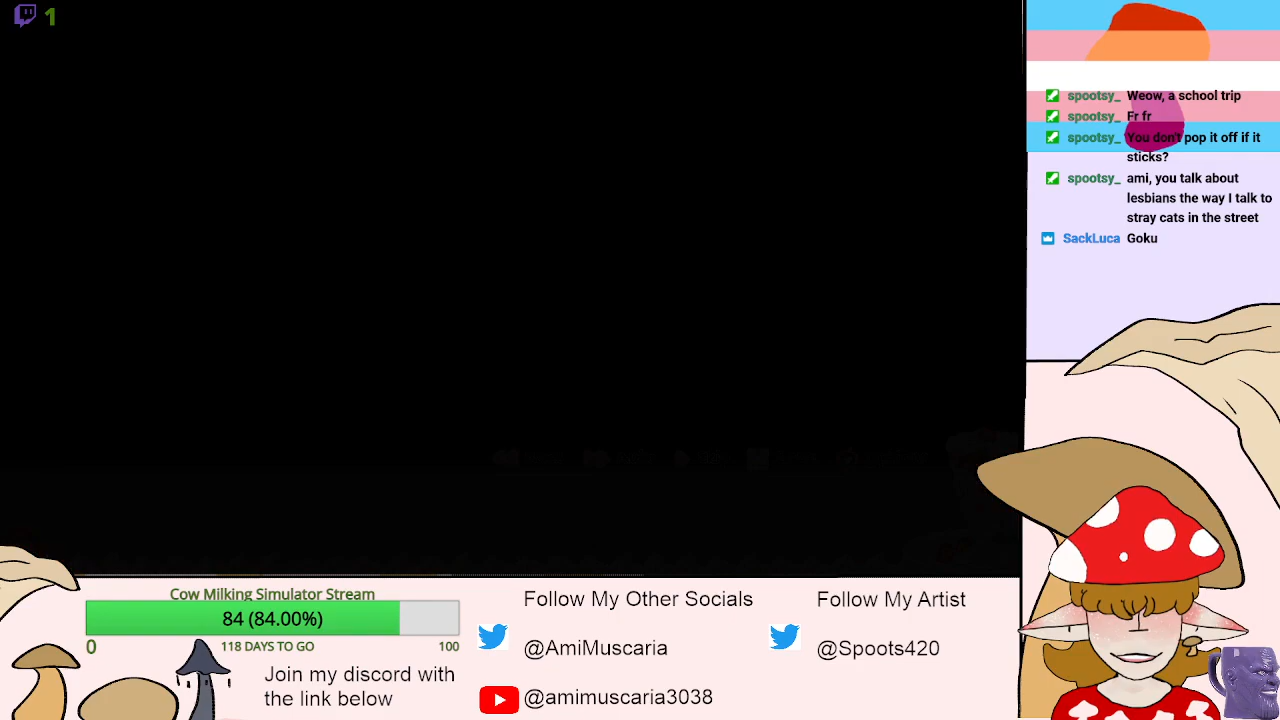 1
spootsy_ Weow, a school trip
spootsy_ Fr fr
spootsy_ You don't pop it off if it
sticks?
spootsy_ ami, you talk about
lesbians the way I talk to
stray cats in the street
SackLuca Goku
Cow Milking Simulator Stream
84 (84.00%)
0 118 DAYS TO GO 100
Join my discord with
the link below
Follow My Other Socials
@AmiMuscaria
@amimuscaria3038
Follow My Artist
@Spoots420